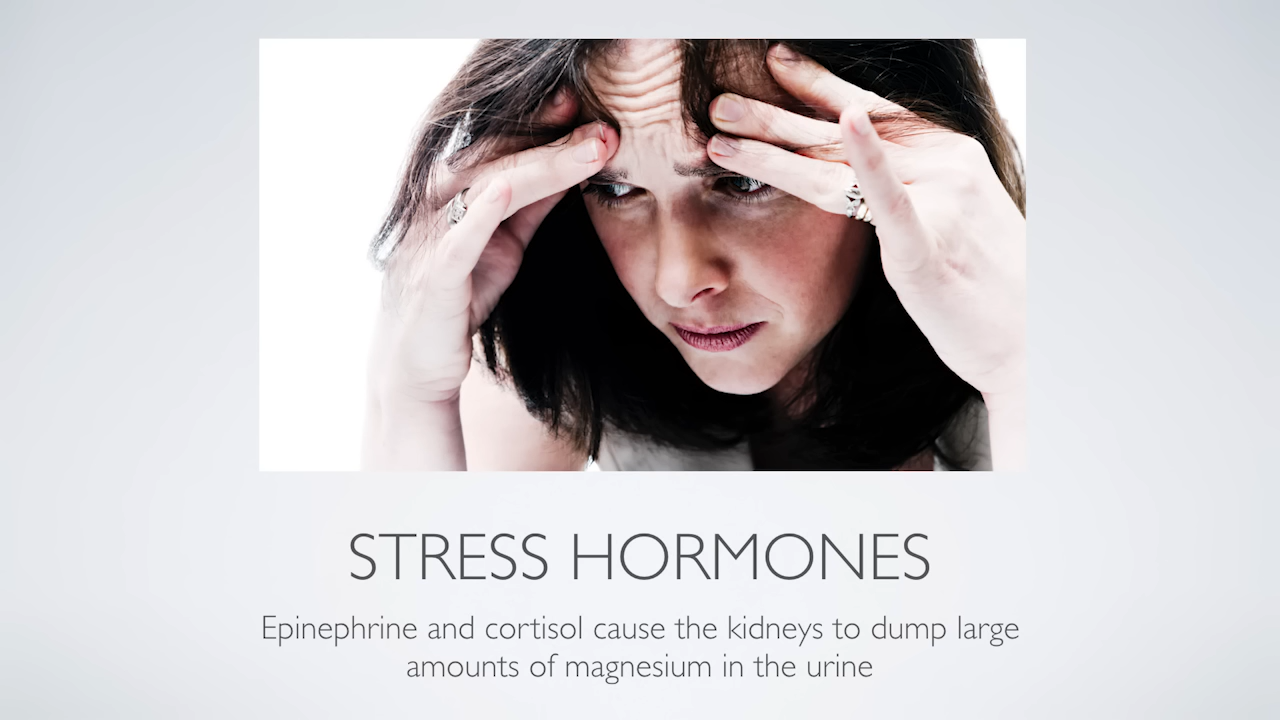 STRESS HORMONES
Epinephrine and cortisol cause the kidneys to dump large
amounts of magnesium in the urine